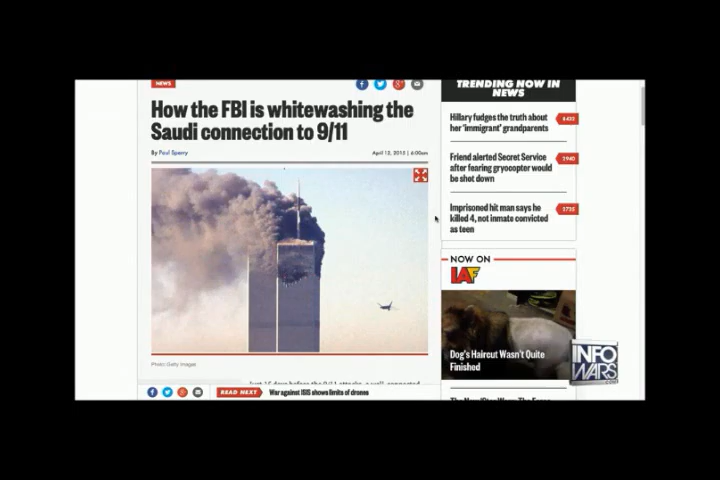 NEWS
How the FBI is whitewashing the
Saudi connection to 9/11
By Paul Sperry
April 12, 2015 | 6:00am
Photo: Getty Images
READ NEXT
War against ISIS shows limits of drones
TRENDING NOW IN
NEWS
Hillary fudges the truth about
her 'immigrant' grandparents
Friend alerted Secret Service
after fearing gryocopter would
be shot down
2940
Imprisoned hit man says he
killed 4, not inmate convicted
as teen
NOW ON
LAF
Dog's Haircut Wasn't Quite
Finished
INFO
WARS
.com